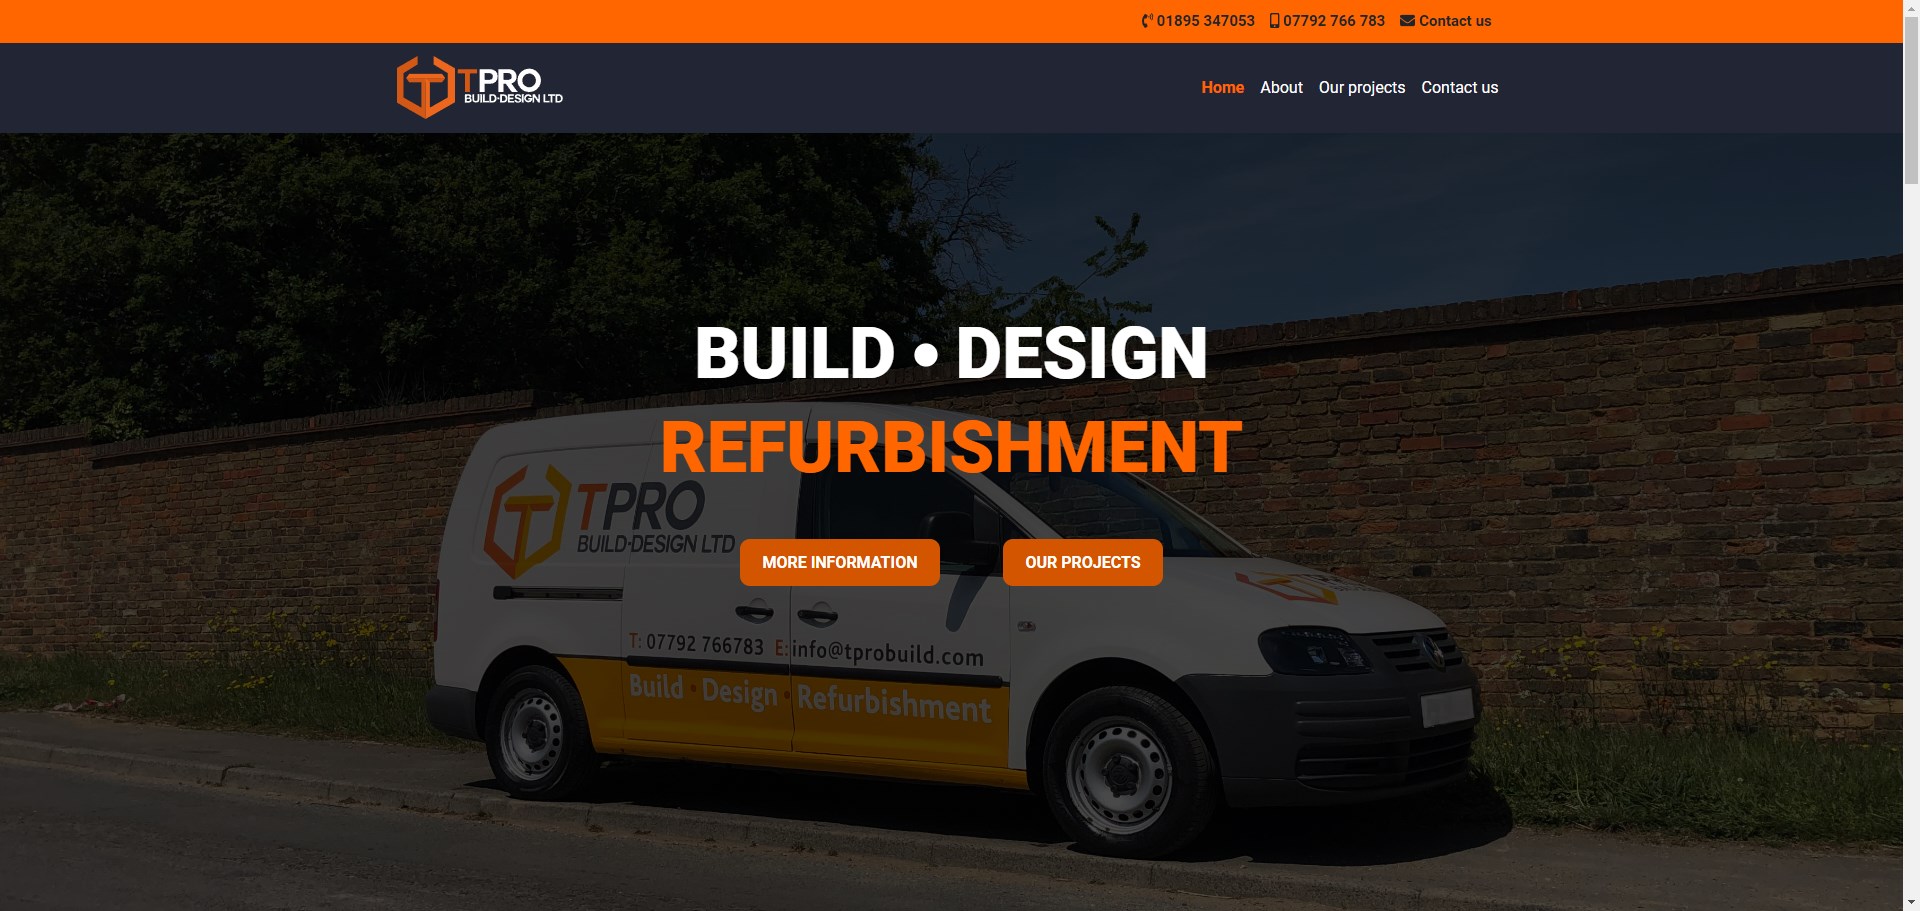 01895 347053 07792 766 783 Contact us
TPRO
BUILD•DESIGN LTD
Home About Our projects Contact us
BUILD • DESIGN
REFURBISHMENT
TPRO
BUILD•DESIGN LTD
MORE INFORMATION OUR PROJECTS
T: 07792 766783 E: info@tprobuild.com
Build • Design • Refurbishment